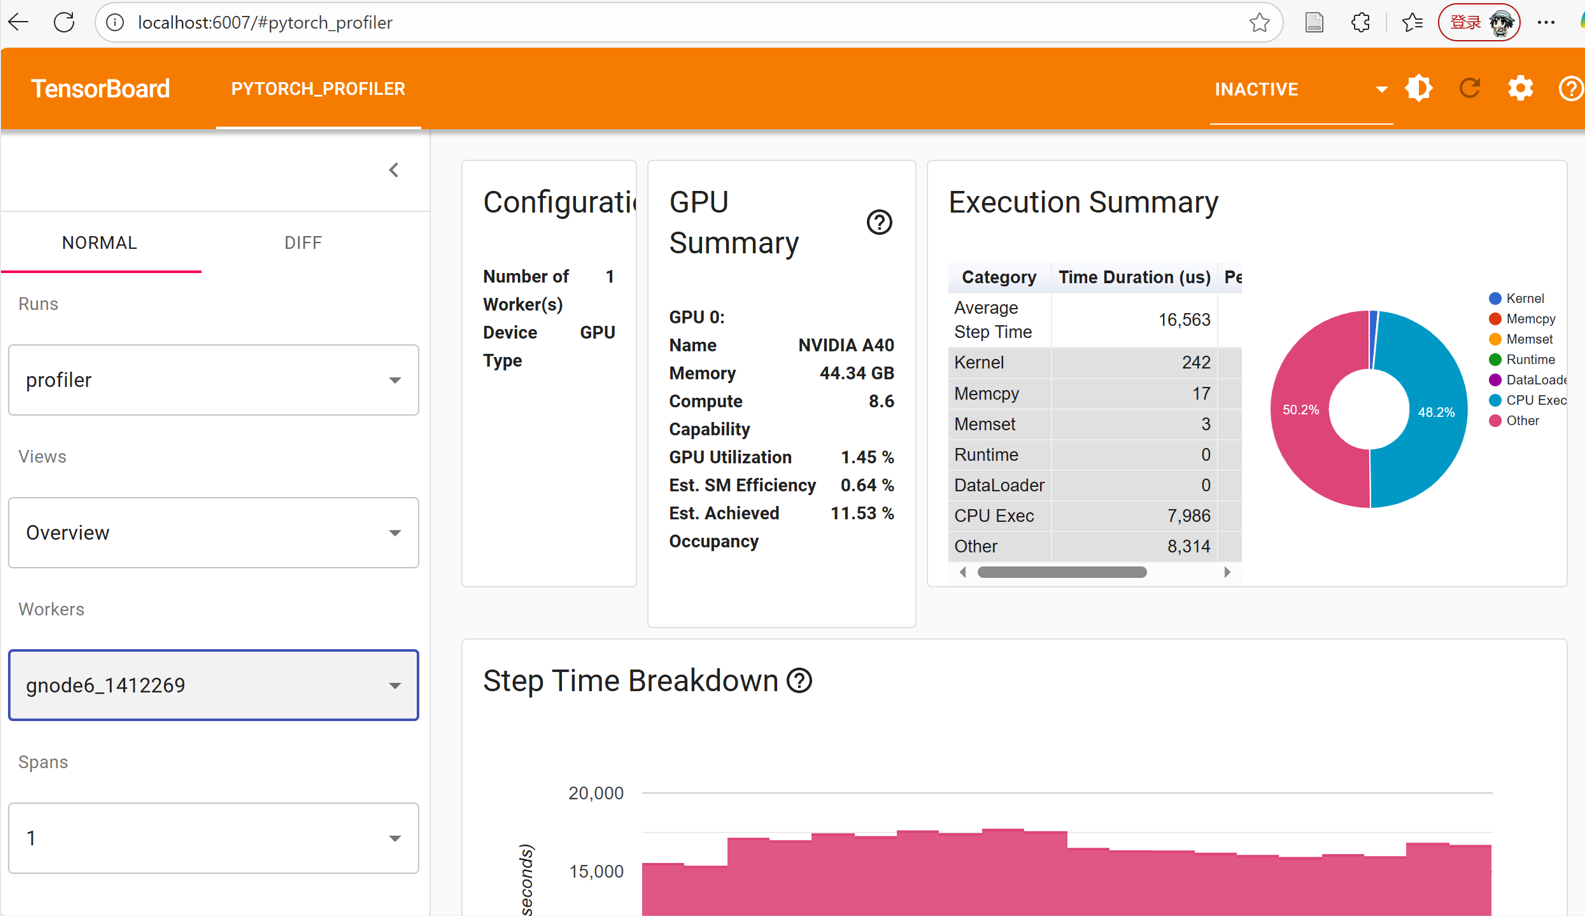 localhost:6007/#pytorch_profiler
登录
TensorBoard
PYTORCH_PROFILER
INACTIVE
NORMAL
DIFF
Runs
profiler
Views
Overview
Workers
gnode6_1412269
Spans
1
Configurati
Number of Worker(s) 1
Device Type GPU
GPU
Summary
GPU 0:
Name NVIDIA A40
Memory 44.34 GB
Compute Capability 8.6
GPU Utilization 1.45 %
Est. SM Efficiency 0.64 %
Est. Achieved Occupancy 11.53 %
Execution Summary
Category Time Duration (us) Pe
Average Step Time 16,563
Kernel 242
Memcpy 17
Memset 3
Runtime 0
DataLoader 0
CPU Exec 7,986
Other 8,314
50.2%
48.2%
Kernel
Memcpy
Memset
Runtime
DataLoade
CPU Exec
Other
Step Time Breakdown
20,000
15,000
seconds)